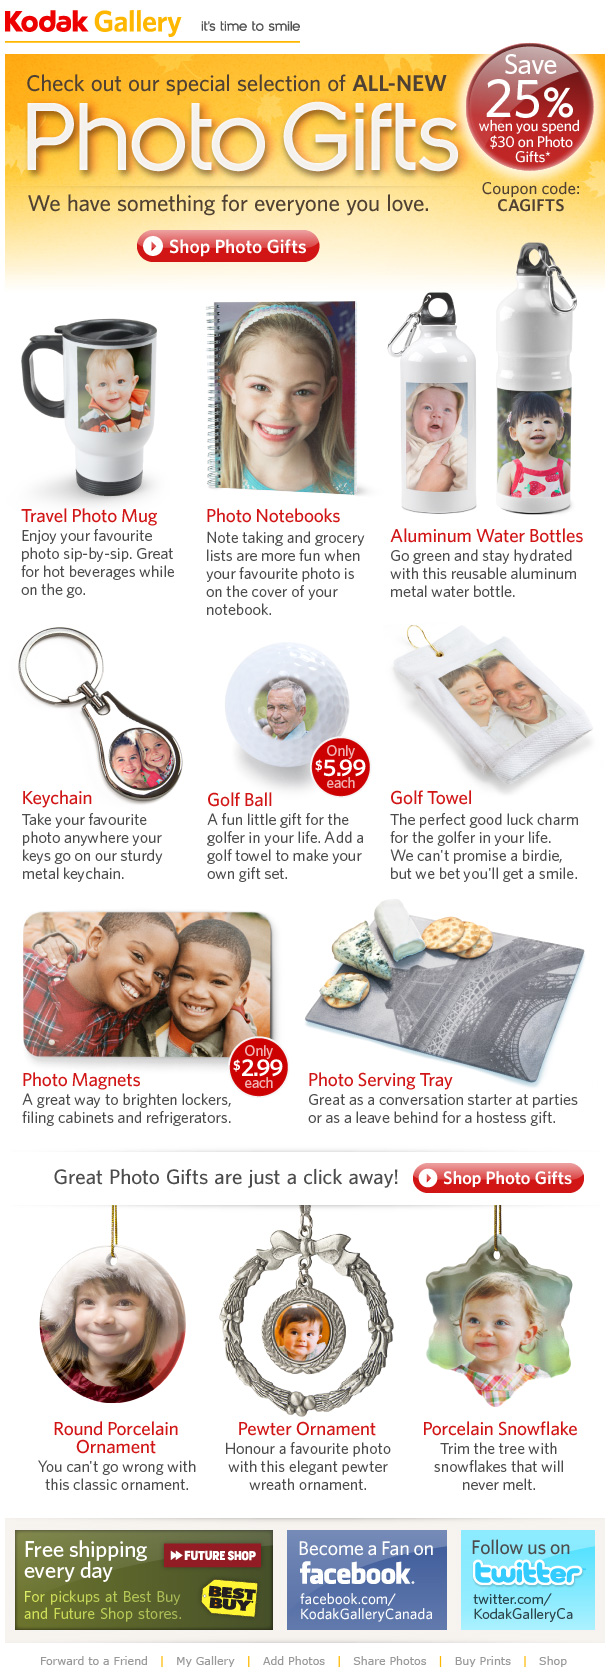 Kodak Gallery it's time to smile
Check out our special selection of ALL-NEW
Photo Gifts
We have something for everyone you love.
Shop Photo Gifts
Save
25%
when you spend
$30 on Photo
Gifts*
Coupon code:
CAGIFTS
Travel Photo Mug
Enjoy your favourite
photo sip-by-sip. Great
for hot beverages while
on the go.
Photo Notebooks
Note taking and grocery
lists are more fun when
your favourite photo is
on the cover of your
notebook.
Aluminum Water Bottles
Go green and stay hydrated
with this reusable aluminum
metal water bottle.
Keychain
Take your favourite
photo anywhere your
keys go on our sturdy
metal keychain.
Only
$5.99
each
Golf Ball
A fun little gift for the
golfer in your life. Add a
golf towel to make your
own gift set.
Golf Towel
The perfect good luck charm
for the golfer in your life.
We can't promise a birdie,
but we bet you'll get a smile.
Only
$2.99
each
Photo Magnets
A great way to brighten lockers,
filing cabinets and refrigerators.
Photo Serving Tray
Great as a conversation starter at parties
or as a leave behind for a hostess gift.
Great Photo Gifts are just a click away!
Shop Photo Gifts
Round Porcelain
Ornament
You can't go wrong with
this classic ornament.
Pewter Ornament
Honour a favourite photo
with this elegant pewter
wreath ornament.
Porcelain Snowflake
Trim the tree with
snowflakes that will
never melt.
Free shipping
every day
For pickups at Best Buy
and Future Shop stores.
FUTURE SHOP
BEST
BUY
Become a Fan on
facebook.
facebook.com/
KodakGalleryCanada
Follow us on
twitter
twitter.com/
KodakGalleryCa
Forward to a Friend | My Gallery | Add Photos | Share Photos | Buy Prints | Shop